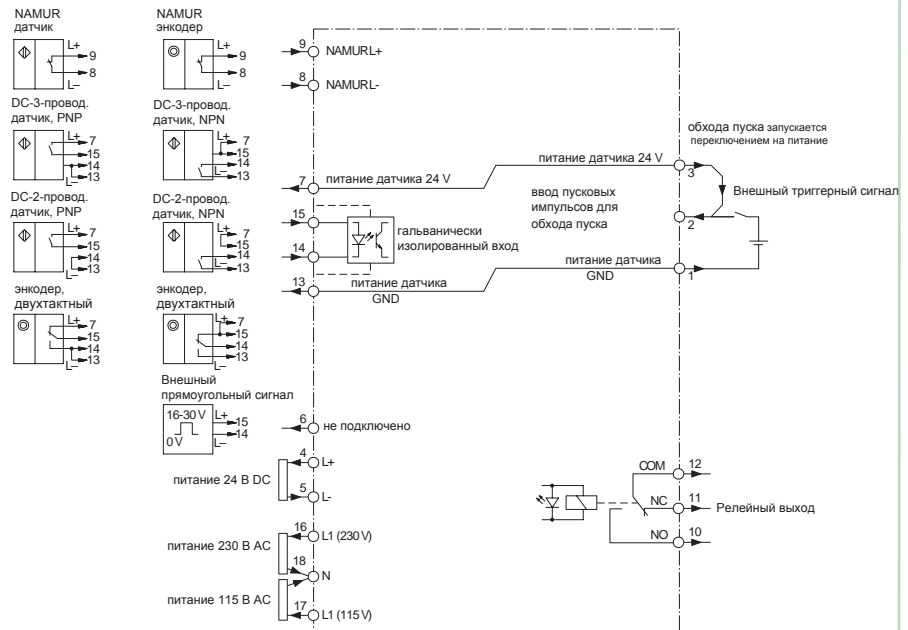 NAMUR
датчик
L+
9
8
L–
NAMUR
энкодер
L+
9
8
L–
DC-3-провод.
датчик, PNP
L+
7
15
14
13
L–
DC-3-провод.
датчик, NPN
L+
7
15
14
13
L–
DC-2-провод.
датчик, PNP
L+
7
15
14
13
L–
DC-2-провод.
датчик, NPN
L+
7
15
14
13
L–
энкодер,
двухтактный
L+
7
15
14
13
L–
энкодер,
двухтактный
L+
7
15
14
13
L–
Внешный
прямоугольный сигнал
16-30 V
0 V
L+
15
14
L–
питание 24 В DC
питание 230 В AC
питание 115 В AC
9
NAMURL+
8
NAMURL-
7
питание датчика 24 V
15
14
гальванически
изолированный вход
13
питание датчика
GND
6
не подключено
4
L+
5
L-
16
L1 (230 V)
18
N
17
L1 (115 V)
питание датчика 24 V
ввод пусковых
импульсов для
обхода пуска
питание датчика
GND
обхода пуска запускается
переключением на питание
3
Внешный триггерный сигнал
2
1
COM
12
NC
11
Релейный выход
NO
10